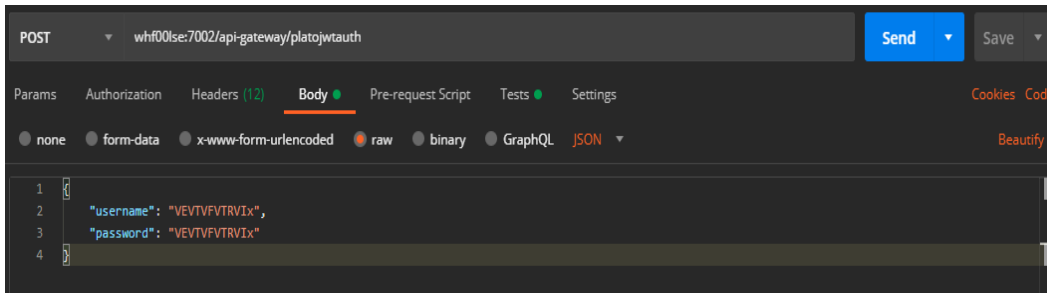 POST whf00lse:7002/api-gateway/platojwtauth Send Save
Params Authorization Headers (12) Body Pre-request Script Tests Settings Cookies Cod
none form-data x-www-form-urlencoded raw binary GraphQL JSON Beautify
1 {
2 "username": "VEVTVFVTRVIx",
3 "password": "VEVTVFVTRVIx"
4 }